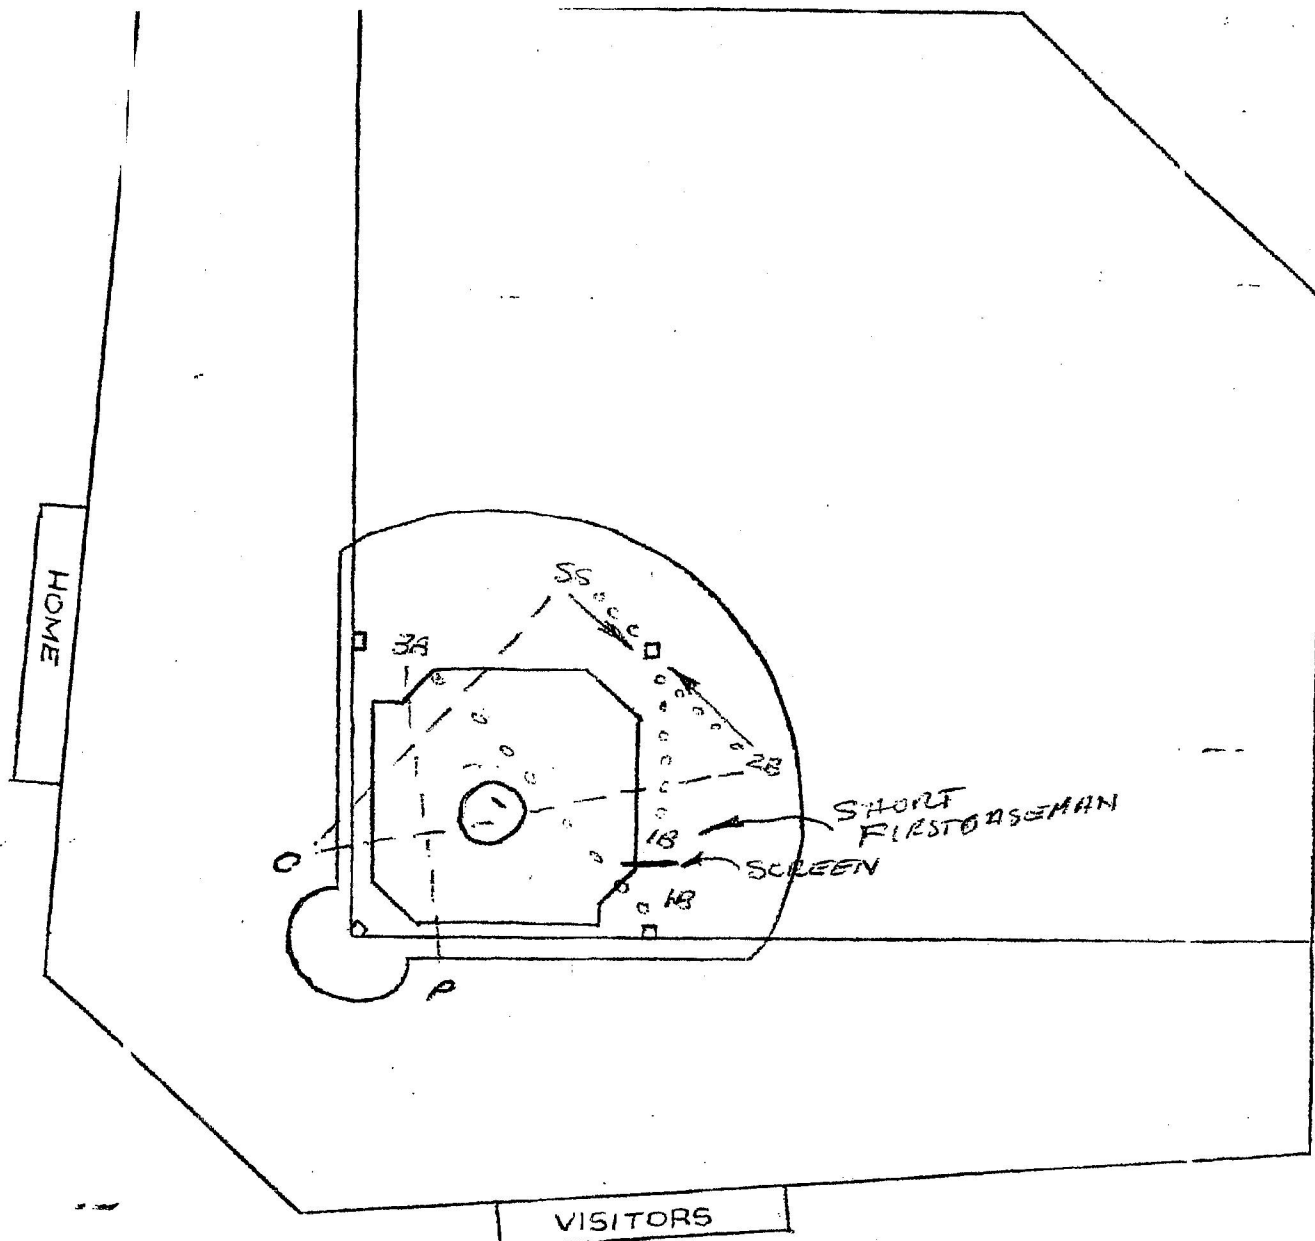 SS
3B
2B
SHORT
FIRSTBASEMAN
1B
SCREEN
1B
C
P
HOME
VISITORS